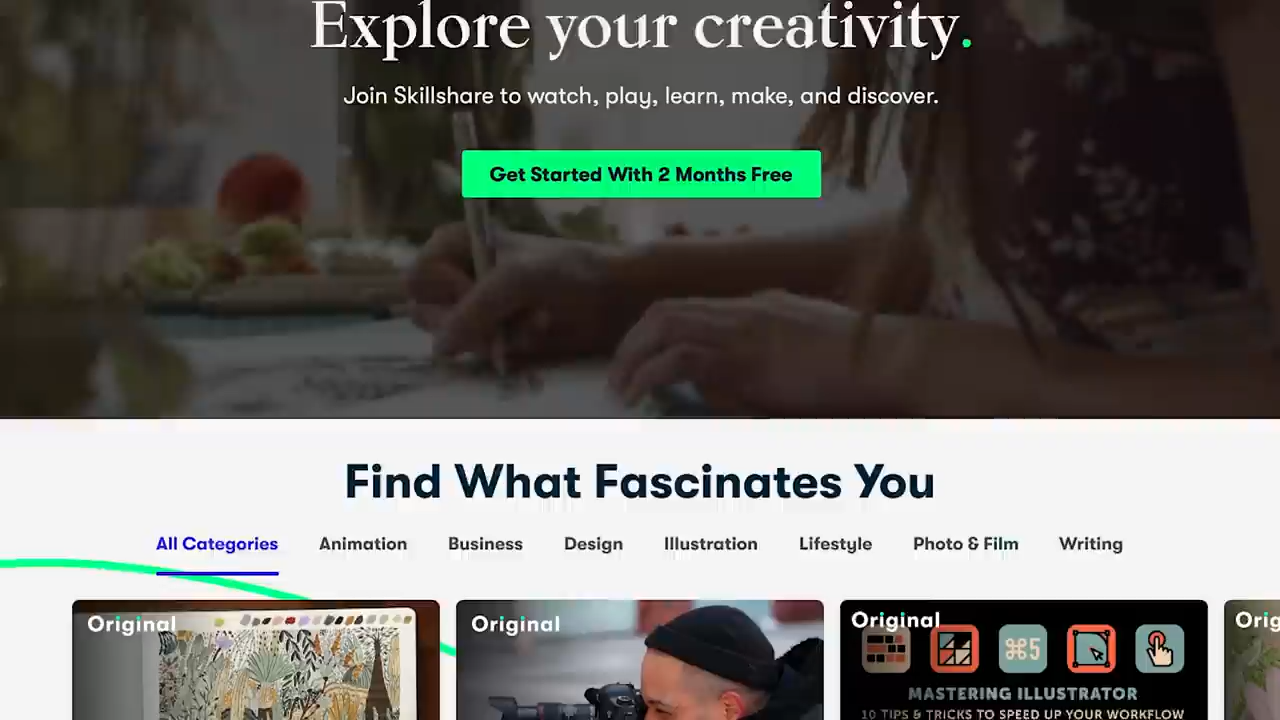 Explore your creativity.
Join Skillshare to watch, play, learn, make, and discover.
Get Started With 2 Months Free
Find What Fascinates You
All Categories Animation Business Design Illustration Lifestyle Photo & Film Writing
Original Original Original Orig
⌘5
MASTERING ILLUSTRATOR
10 TIPS & TRICKS TO SPEED UP YOUR WORKFLOW